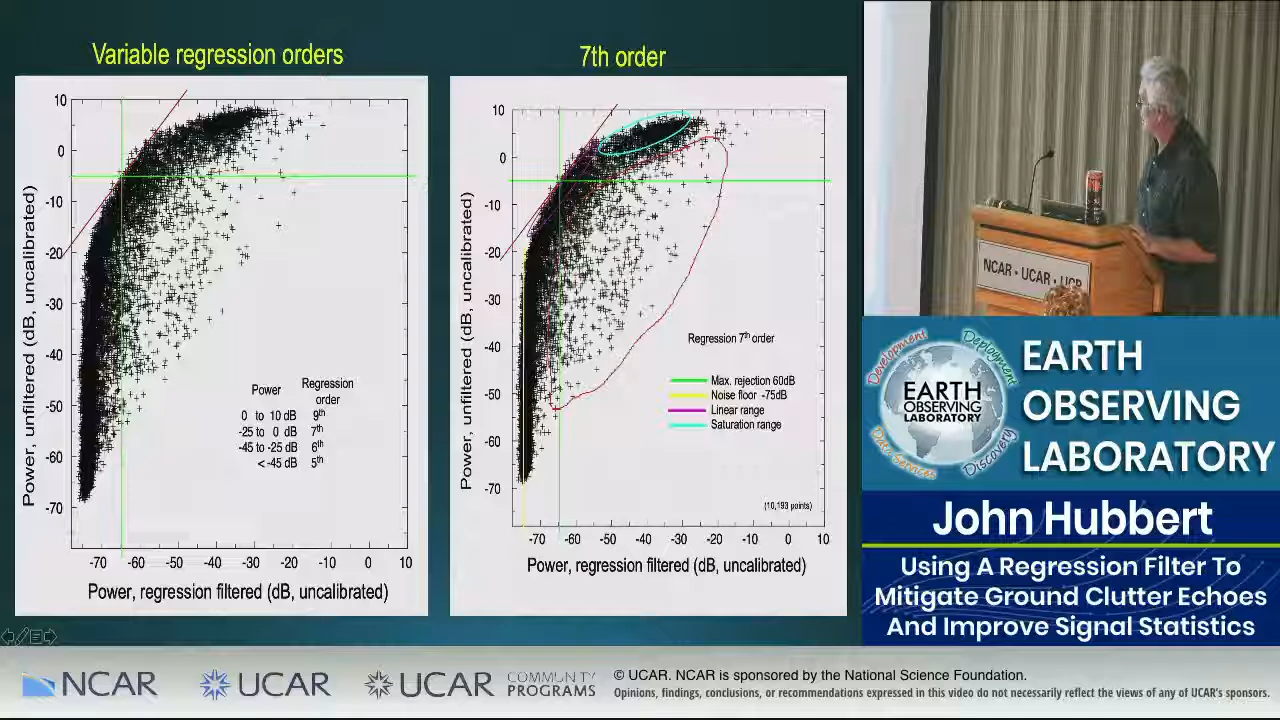 Variable regression orders
10
0
-10
-20
-30
-40
-50
-60
-70
Power, unfiltered (dB, uncalibrated)
Power Regression order
0 to 10 dB 9th
-25 to 0 dB 7th
-45 to -25 dB 6th
< -45 dB 5th
-70 -60 -50 -40 -30 -20 -10 0 10
Power, regression filtered (dB, uncalibrated)
7th order
10
0
-10
-20
-30
-40
-50
-60
-70
Power, unfiltered (dB, uncalibrated)
Regression 7th order
Max. rejection 60dB
Noise floor -75dB
Linear range
Saturation range
(10,193 points)
-70 -60 -50 -40 -30 -20 -10 0 10
Power, regression filtered (dB, uncalibrated)
NCAR • UCAR • UCP
Development
Deployment
EARTH
OBSERVING
LABORATORY
Data Services
Discovery
EARTH
OBSERVING
LABORATORY
John Hubbert
Using A Regression Filter To
Mitigate Ground Clutter Echoes
And Improve Signal Statistics
NCAR
UCAR
UCAR
COMMUNITY
PROGRAMS
© UCAR. NCAR is sponsored by the National Science Foundation.
Opinions, findings, conclusions, or recommendations expressed in this video do not necessarily reflect the views of any of UCAR's sponsors.